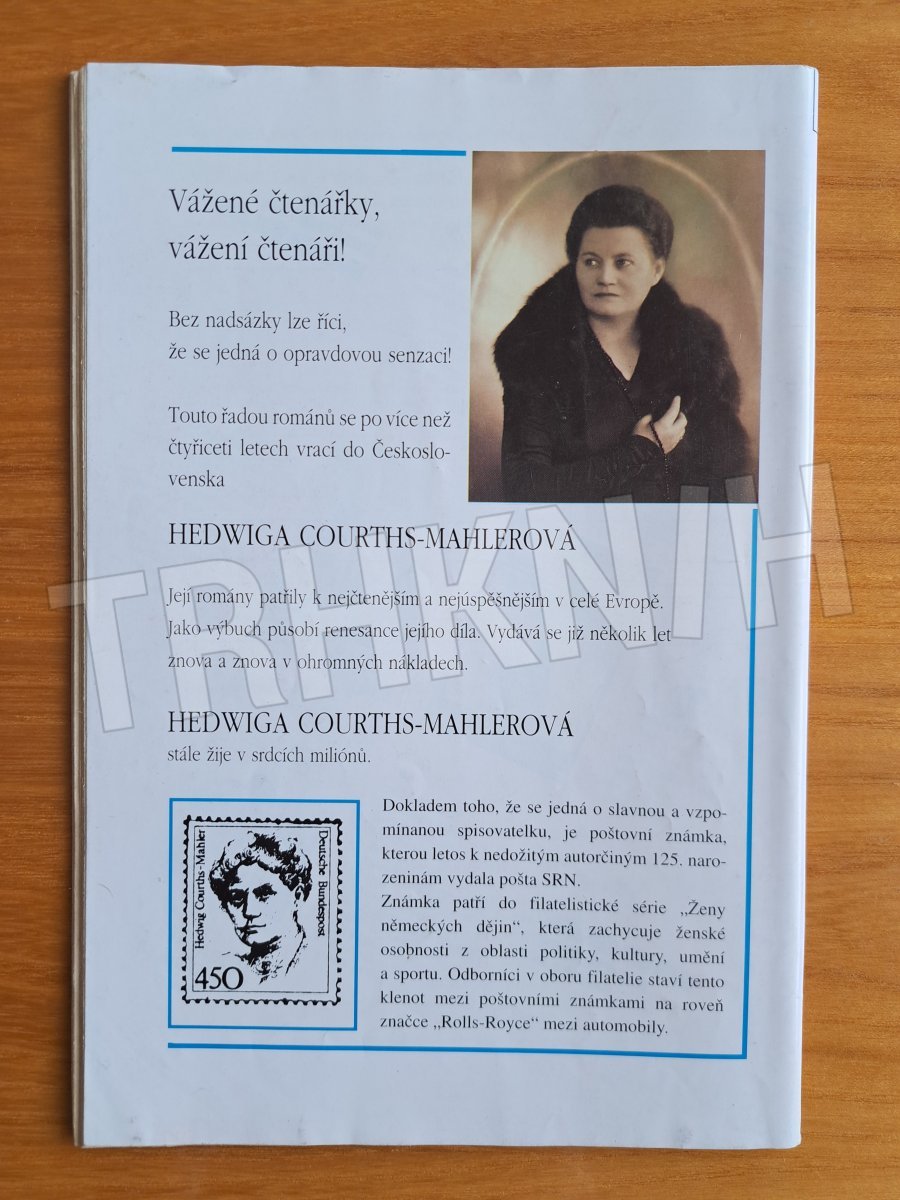 Vážené čtenářky,
vážení čtenáři!
Bez nadsázky lze říci,
že se jedná o opravdovou senzaci!
Touto řadou románů se po více než
čtyřiceti letech vrací do Českoslo-
venska
HEDWIGA COURTHS-MAHLEROVÁ
Její romány patřily k nejčtenějším a nejúspěšnějším v celé Evropě.
Jako výbuch působí renesance jejího díla. Vydává se již několik let
znova a znova v ohromných nákladech.
HEDWIGA COURTHS-MAHLEROVÁ
stále žije v srdcích miliónů.
Hedwig Courths-Mahler
Deutsche Bundespost
450
Dokladem toho, že se jedná o slavnou a vzpo-
mínanou spisovatelku, je poštovní známka,
kterou letos k nedožitým autorčiným 125. naro-
zeninám vydala pošta SRN.
Známka patří do filatelistické série „Ženy
německých dějin“, která zachycuje ženské
osobnosti z oblasti politiky, kultury, umění
a sportu. Odborníci v oboru filatelie staví tento
klenot mezi poštovními známkami na roveň
značce „Rolls-Royce“ mezi automobily.
TRHKNIH